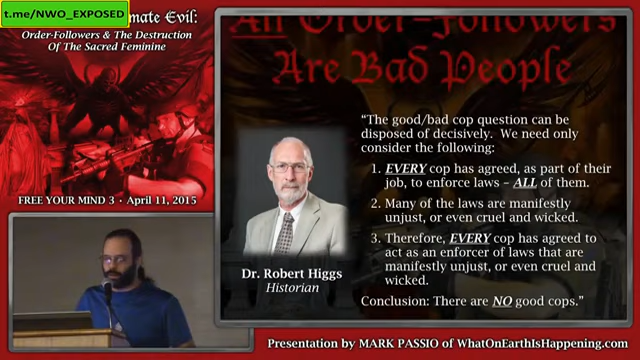 t.me/NWO_EXPOSED
mate Evil:
Order-Followers & The Destruction
Of The Sacred Feminine
FREE YOUR MIND 3 · April 11, 2015
All Order-Followers
Are Bad People
Dr. Robert Higgs
Historian
“The good/bad cop question can be
disposed of decisively.  We need only
consider the following:
1. EVERY cop has agreed, as part of their
job, to enforce laws – ALL of them.
2. Many of the laws are manifestly
unjust, or even cruel and wicked.
3. Therefore, EVERY cop has agreed to
act as an enforcer of laws that are
manifestly unjust, or even cruel and
wicked.
Conclusion: There are NO good cops.”
Presentation by MARK PASSIO of WhatOnEarthIsHappening.com